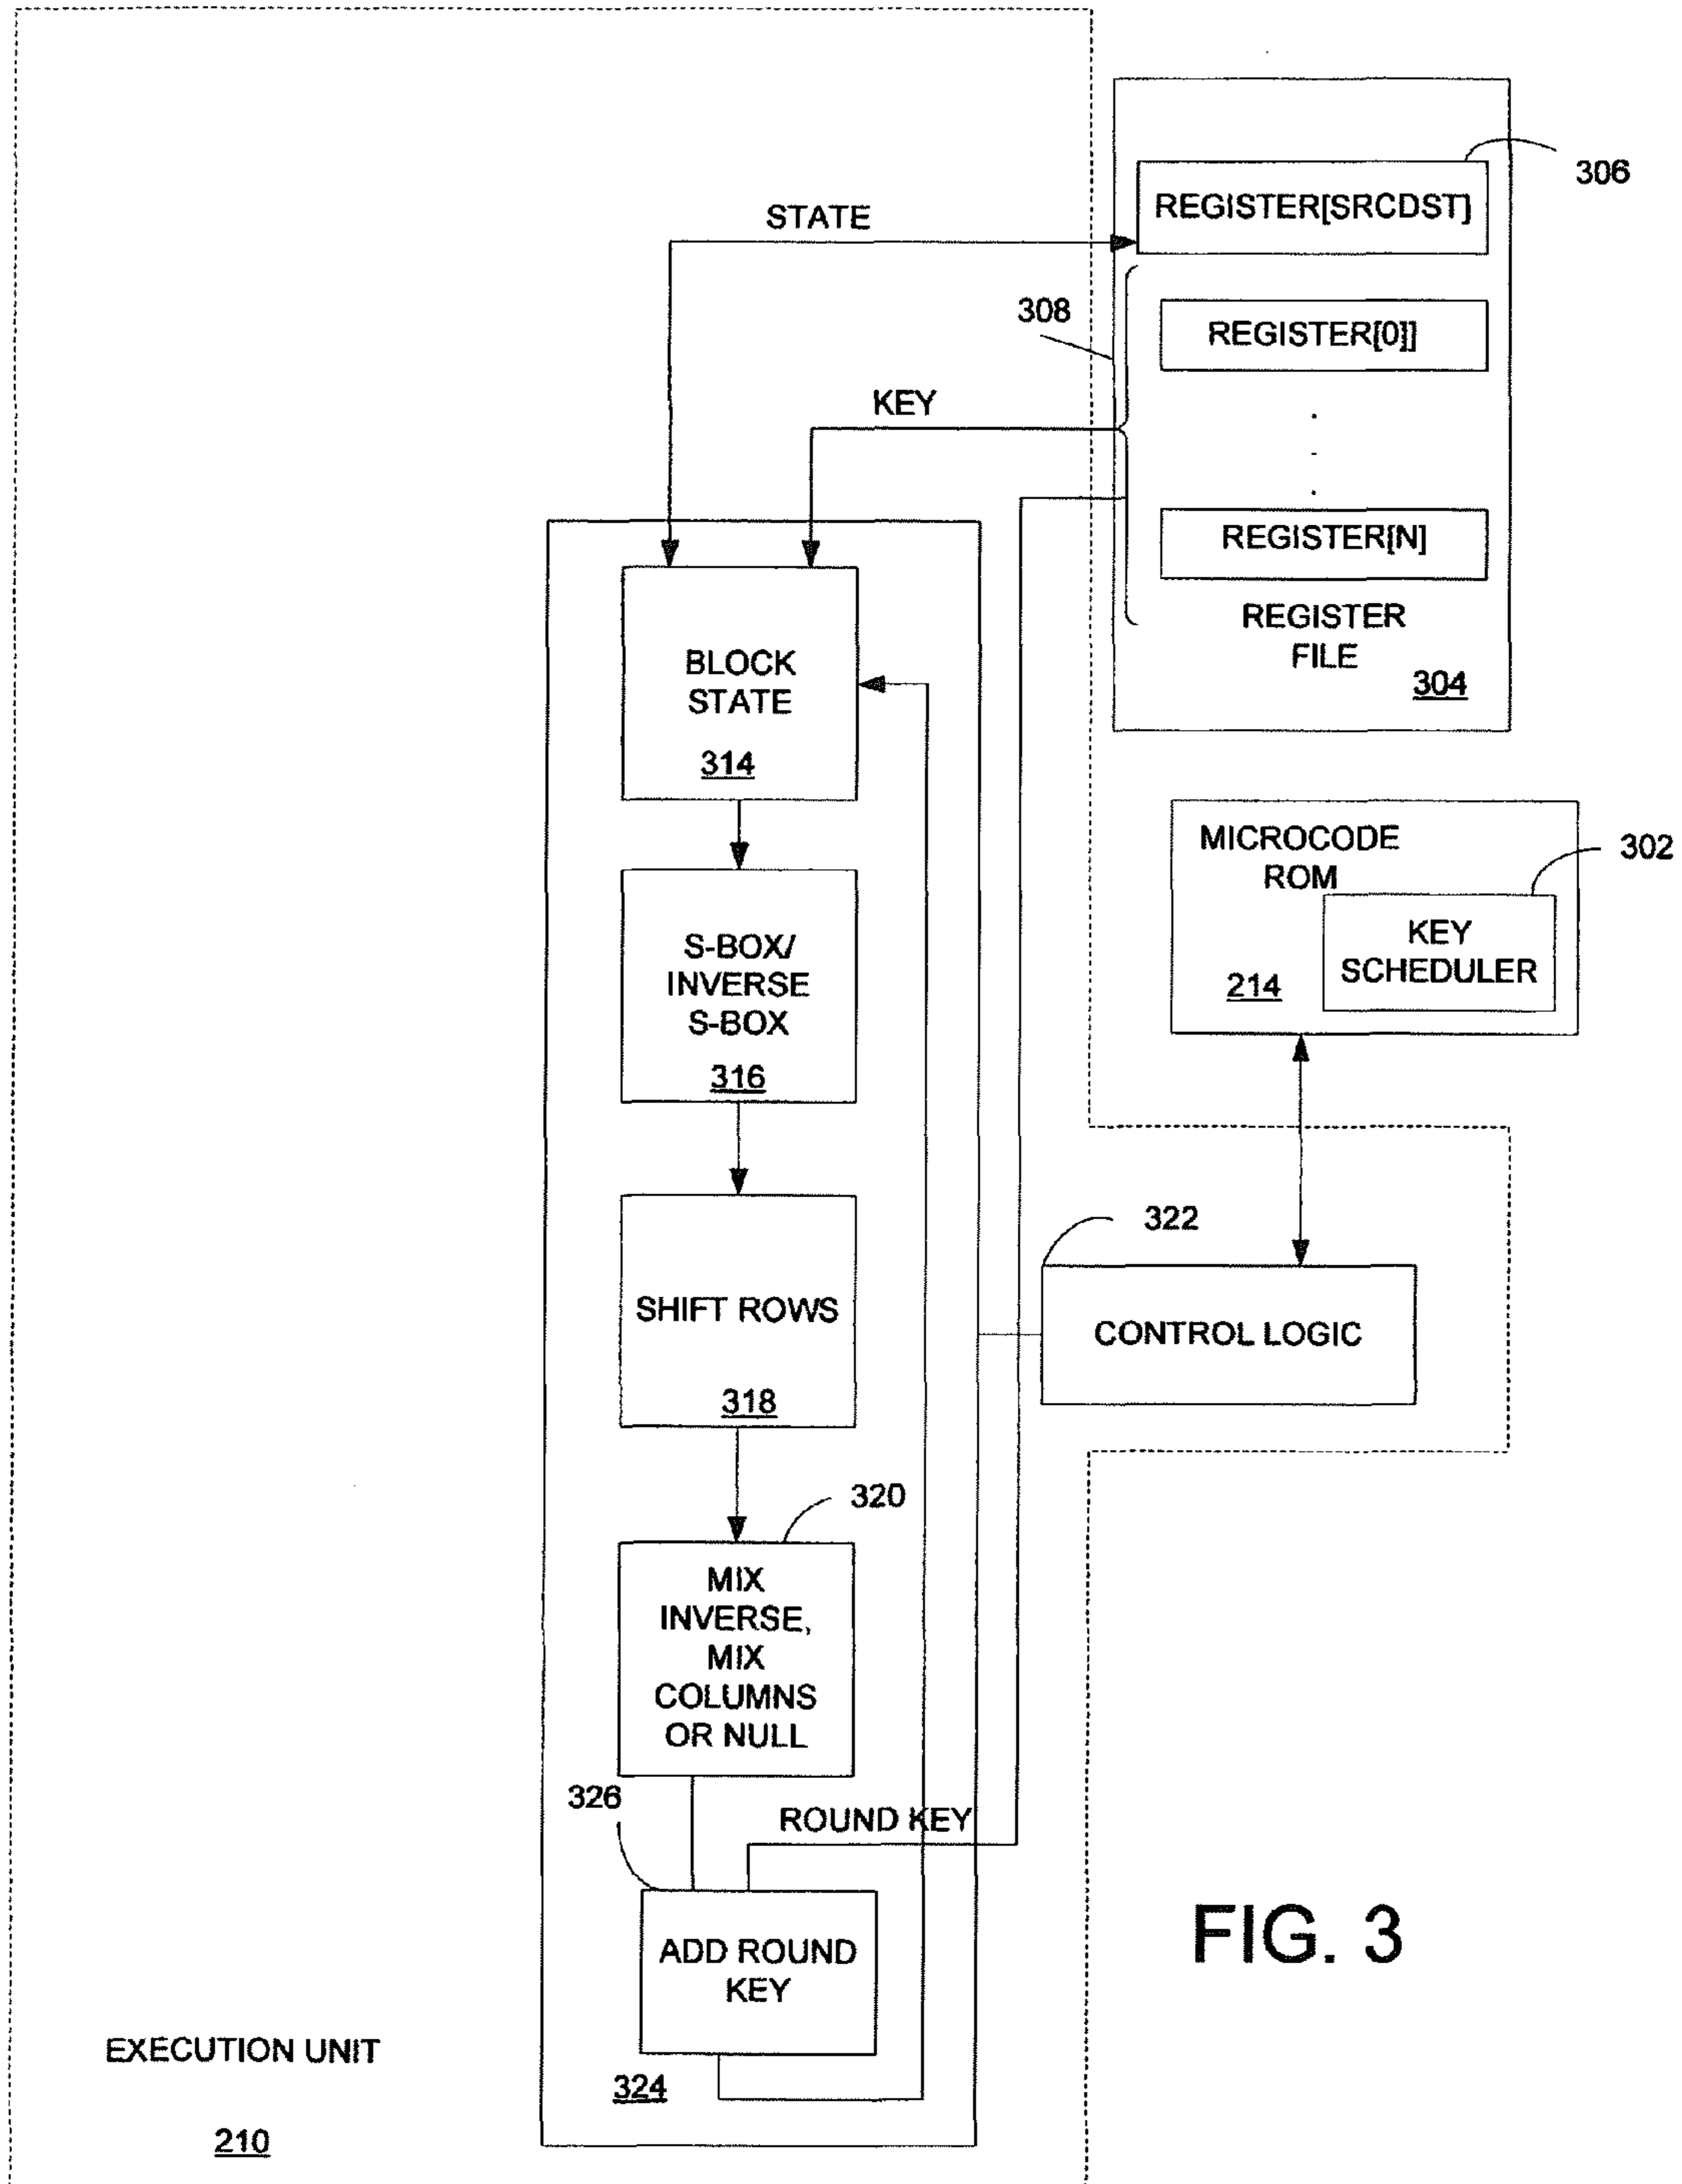 306
REGISTER[SRCDST]
STATE
308
REGISTER[0]]
KEY
REGISTER[N]
REGISTER
FILE
304
BLOCK
STATE
314
MICROCODE
ROM
302
KEY
SCHEDULER
214
S-BOX/
INVERSE
S-BOX
316
322
SHIFT ROWS
CONTROL LOGIC
318
320
MIX
INVERSE,
MIX
COLUMNS
OR NULL
326
ROUND KEY
ADD ROUND
KEY
FIG. 3
EXECUTION UNIT
324
210